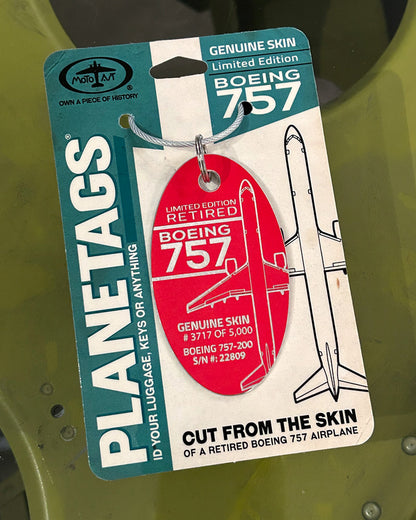 MotoArt
®
OWN A PIECE OF HISTORY
GENUINE SKIN
Limited Edition
BOEING
757
PLANETAGS®
ID YOUR LUGGAGE, KEYS OR ANYTHING
LIMITED EDITION
RETIRED
BOEING
757
GENUINE SKIN
# 3717 OF 5,000
BOEING 757-200
S/N #: 22809
CUT FROM THE SKIN
OF A RETIRED BOEING 757 AIRPLANE